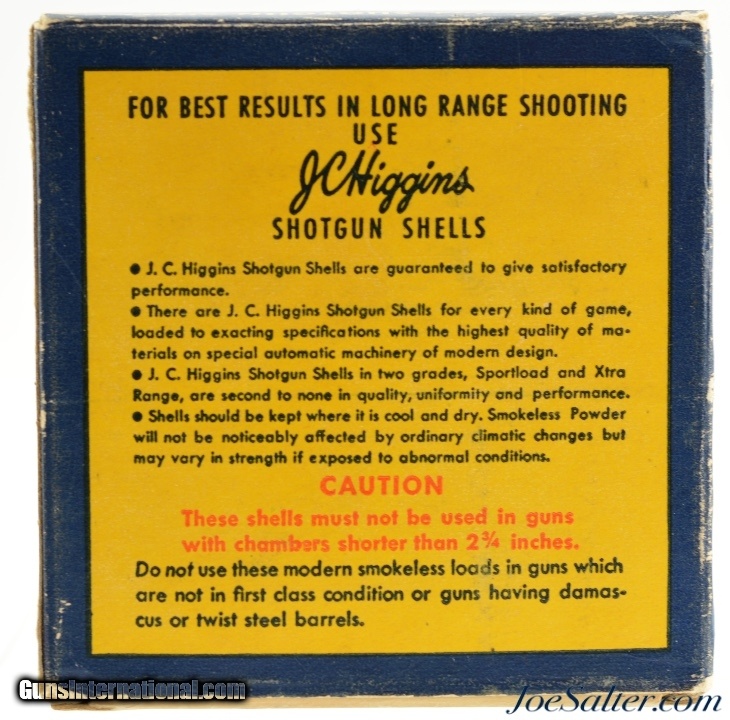 FOR BEST RESULTS IN LONG RANGE SHOOTING
USE
JCHiggins
SHOTGUN SHELLS
● J. C. Higgins Shotgun Shells are guaranteed to give satisfactory
performance.
● There are J. C. Higgins Shotgun Shells for every kind of game,
loaded to exacting specifications with the highest quality of ma-
terials on special automatic machinery of modern design.
● J. C. Higgins Shotgun Shells in two grades, Sportload and Xtra
Range, are second to none in quality, uniformity and performance.
● Shells should be kept where it is cool and dry. Smokeless Powder
will not be noticeably affected by ordinary climatic changes but
may vary in strength if exposed to abnormal conditions.
CAUTION
These shells must not be used in guns
with chambers shorter than 2¾ inches.
Do not use these modern smokeless loads in guns which
are not in first class condition or guns having damas-
cus or twist steel barrels.
GunsInternational.com
JoeSalter.com